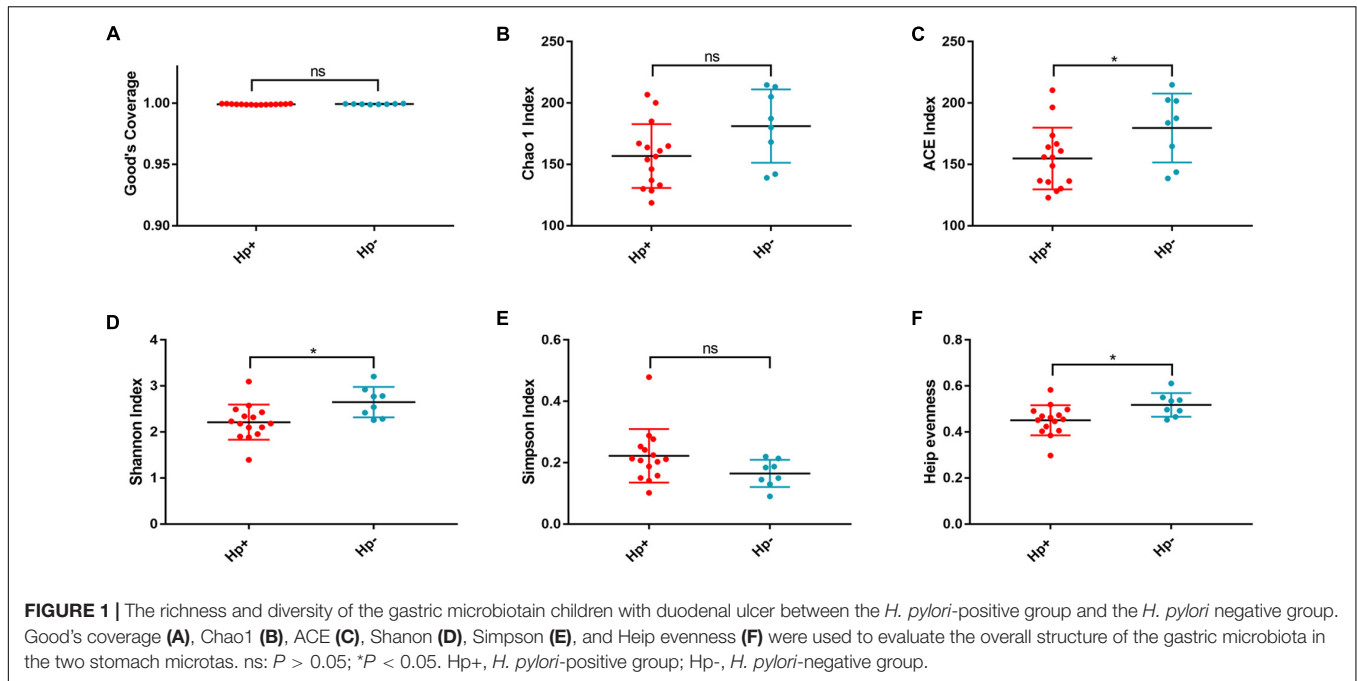 A
Good's Coverage
1.00
0.95
0.90
ns
Hp+
Hp-
B
Chao 1 Index
250
200
150
100
ns
Hp+
Hp-
C
ACE Index
250
200
150
100
*
Hp+
Hp-
D
Shannon Index
4
3
2
1
0
*
Hp+
Hp-
E
Simpson Index
0.6
0.4
0.2
0.0
ns
Hp+
Hp-
F
Heip evenness
0.8
0.6
0.4
0.2
0.0
*
Hp+
Hp-
FIGURE 1 | The richness and diversity of the gastric microbiotain children with duodenal ulcer between the H. pylori-positive group and the H. pylori negative group.
Good's coverage (A), Chao1 (B), ACE (C), Shanon (D), Simpson (E), and Heip evenness (F) were used to evaluate the overall structure of the gastric microbiota in
the two stomach microtas. ns: P > 0.05; *P < 0.05. Hp+, H. pylori-positive group; Hp-, H. pylori-negative group.